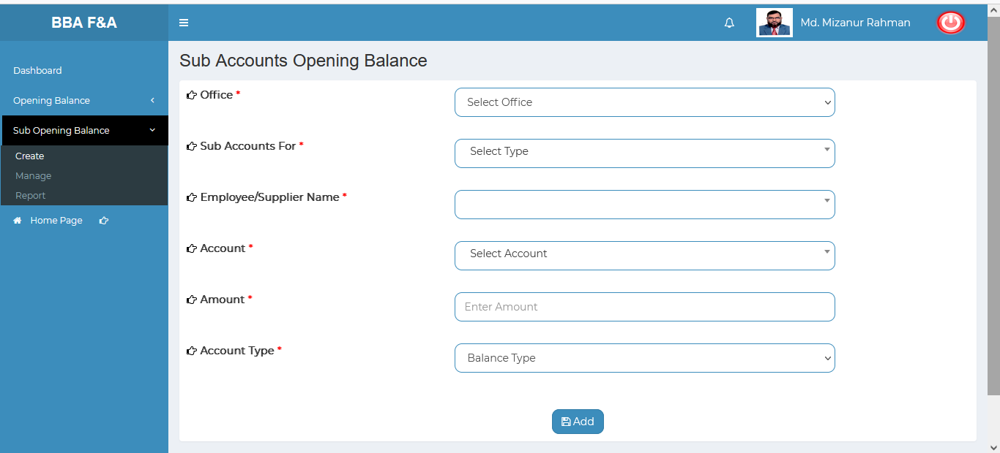 BBA F&A
Md. Mizanur Rahman
Dashboard
Opening Balance
Sub Opening Balance
Create
Manage
Report
Home Page
Sub Accounts Opening Balance
Office *
Select Office
Sub Accounts For *
Select Type
Employee/Supplier Name *
Account *
Select Account
Amount *
Enter Amount
Account Type *
Balance Type
Add